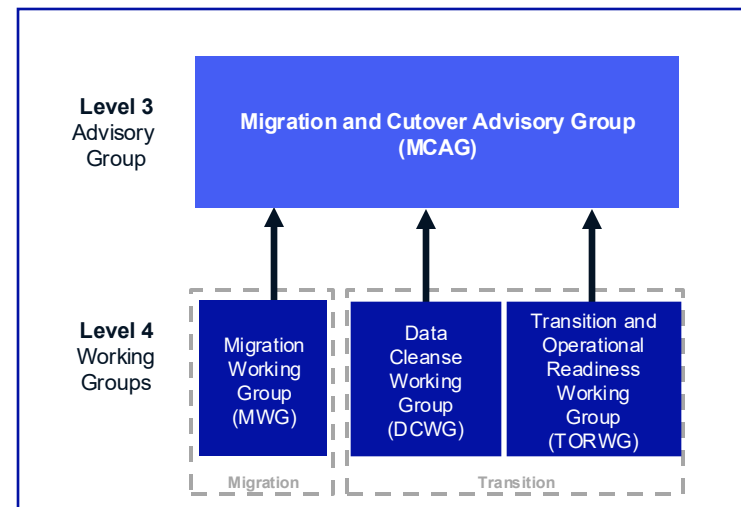 Level 3
Advisory
Group
Migration and Cutover Advisory Group
(MCAG)
Level 4
Working
Groups
Migration
Working
Group
(MWG)
Data
Cleanse
Working
Group
(DCWG)
Transition and
Operational
Readiness
Working
Group
(TORWG)
Migration
Transition